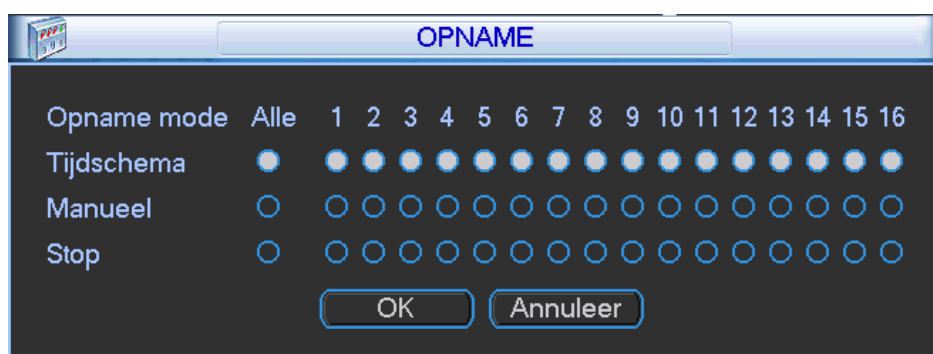 OPNAME
Opname mode Alle 1 2 3 4 5 6 7 8 9 10 11 12 13 14 15 16
Tijdschema
Manueel
Stop
OK Annuleer